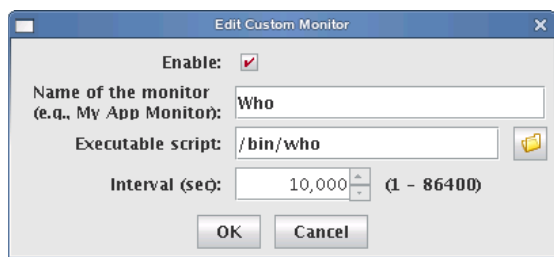 Edit Custom Monitor
Enable:
Name of the monitor
(e.g., My App Monitor):
Who
Executable script:
/bin/who
Interval (sec):
10,000
(1 - 86400)
OK
Cancel